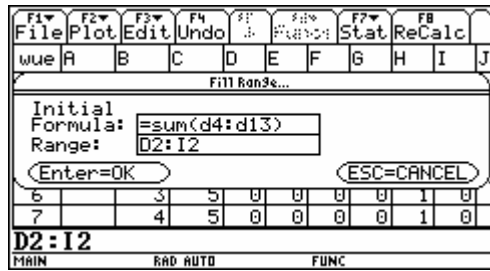 F1 F2 F3 F4 F7 F8
File Plot Edit Undo Stat ReCalc
wue A B C D E F G H I J
Fill Range...
Initial
Formula: =sum(d4:d13)
Range: D2:I2
Enter=OK ESC=CANCEL
6 3 5 0 0 0 0 1 0
7 4 5 0 0 0 0 1 0
D2:I2
MAIN RAD AUTO FUNC